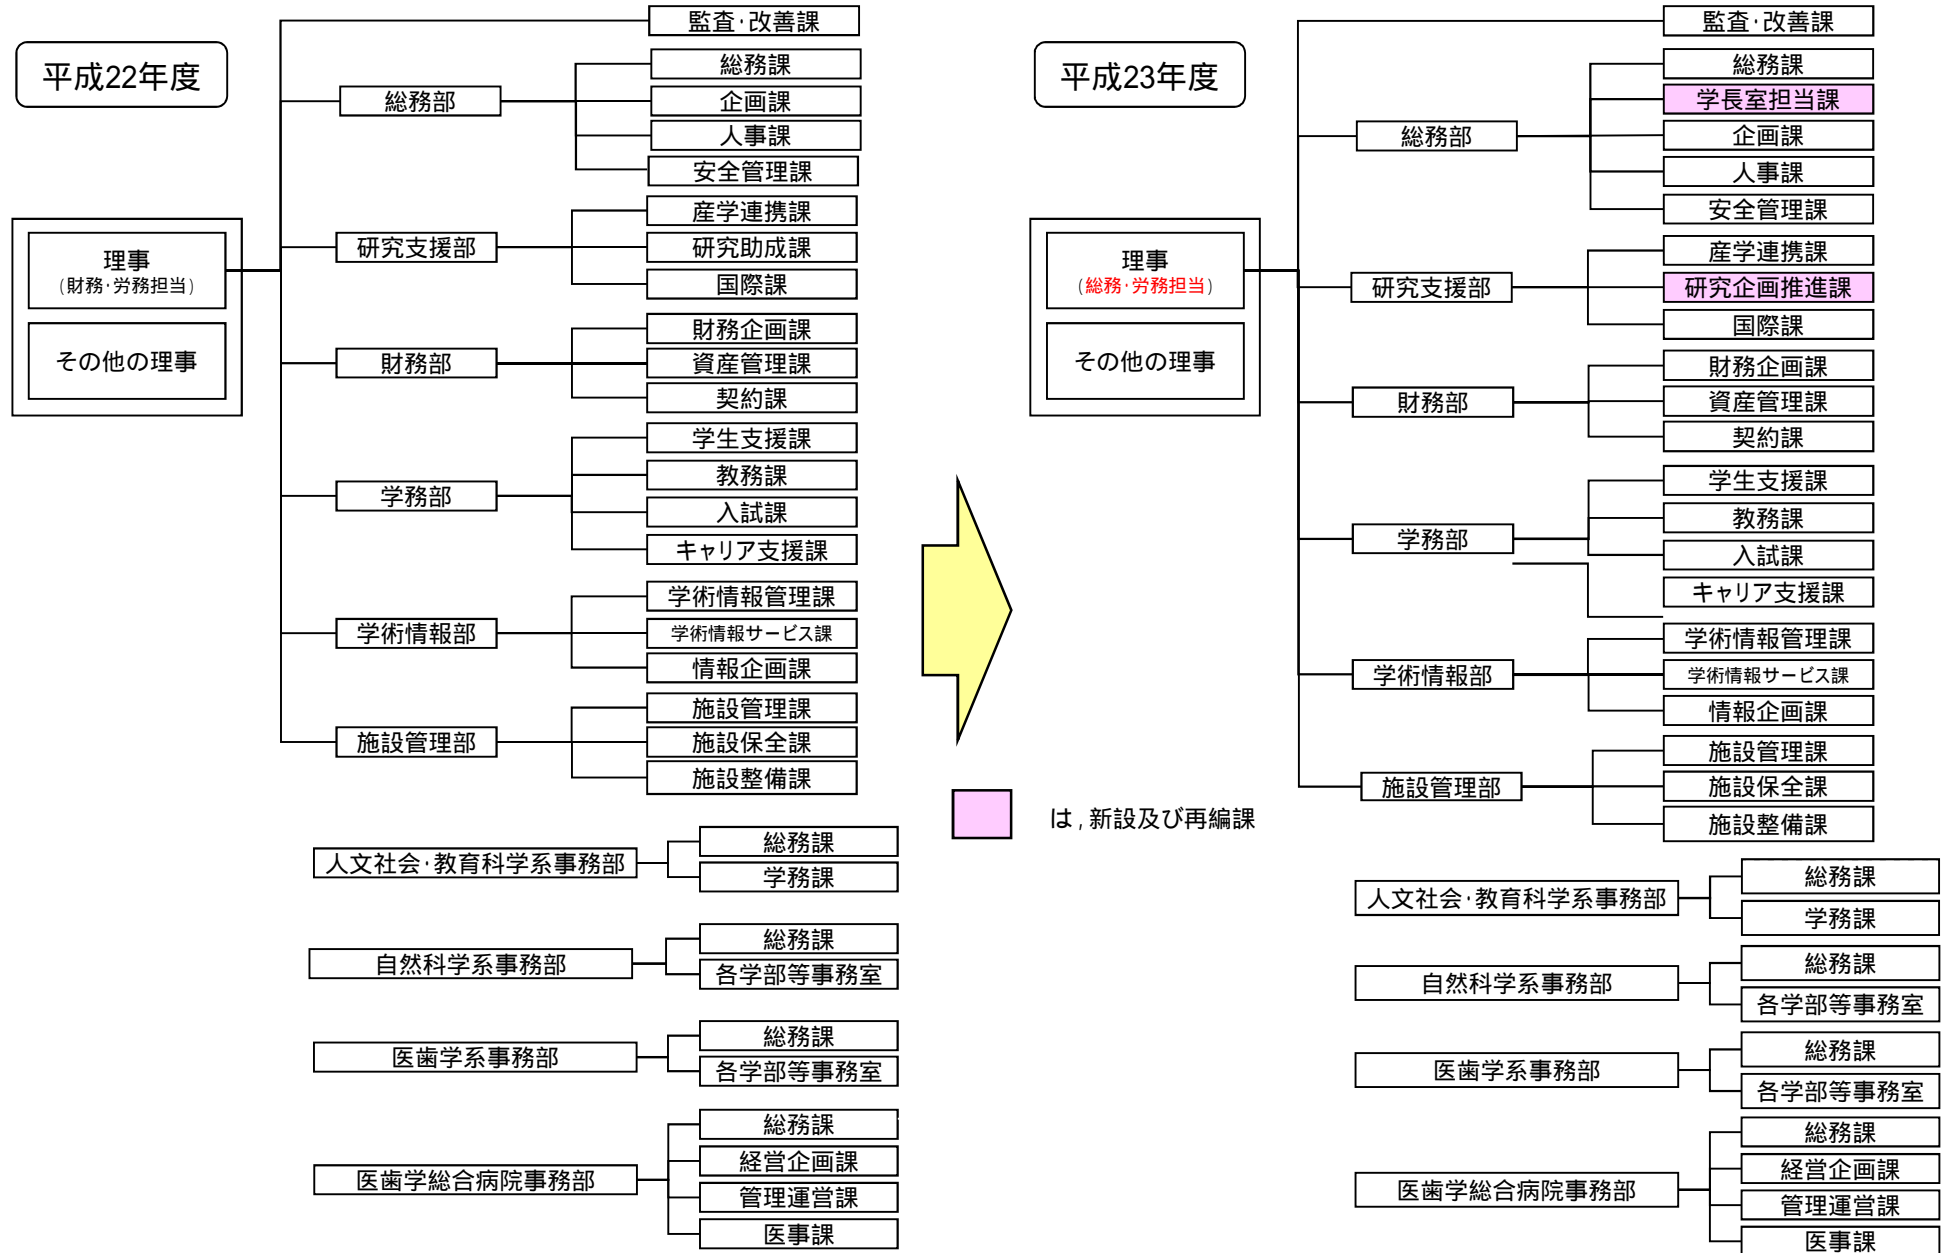 平成22年度
監査・改善課
総務部
総務課
企画課
人事課
安全管理課
理事
(財務・労務担当)
その他の理事
研究支援部
産学連携課
研究助成課
国際課
財務部
財務企画課
資産管理課
契約課
学務部
学生支援課
教務課
入試課
キャリア支援課
学術情報部
学術情報管理課
学術情報サービス課
情報企画課
施設管理部
施設管理課
施設保全課
施設整備課
人文社会・教育科学系事務部
総務課
学務課
自然科学系事務部
総務課
各学部等事務室
医歯学系事務部
総務課
各学部等事務室
医歯学総合病院事務部
総務課
経営企画課
管理運営課
医事課
は,新設及び再編課
平成23年度
監査・改善課
総務部
総務課
学長室担当課
企画課
人事課
安全管理課
理事
(総務・労務担当)
その他の理事
研究支援部
産学連携課
研究企画推進課
国際課
財務部
財務企画課
資産管理課
契約課
学務部
学生支援課
教務課
入試課
キャリア支援課
学術情報部
学術情報管理課
学術情報サービス課
情報企画課
施設管理部
施設管理課
施設保全課
施設整備課
人文社会・教育科学系事務部
総務課
学務課
自然科学系事務部
総務課
各学部等事務室
医歯学系事務部
総務課
各学部等事務室
医歯学総合病院事務部
総務課
経営企画課
管理運営課
医事課